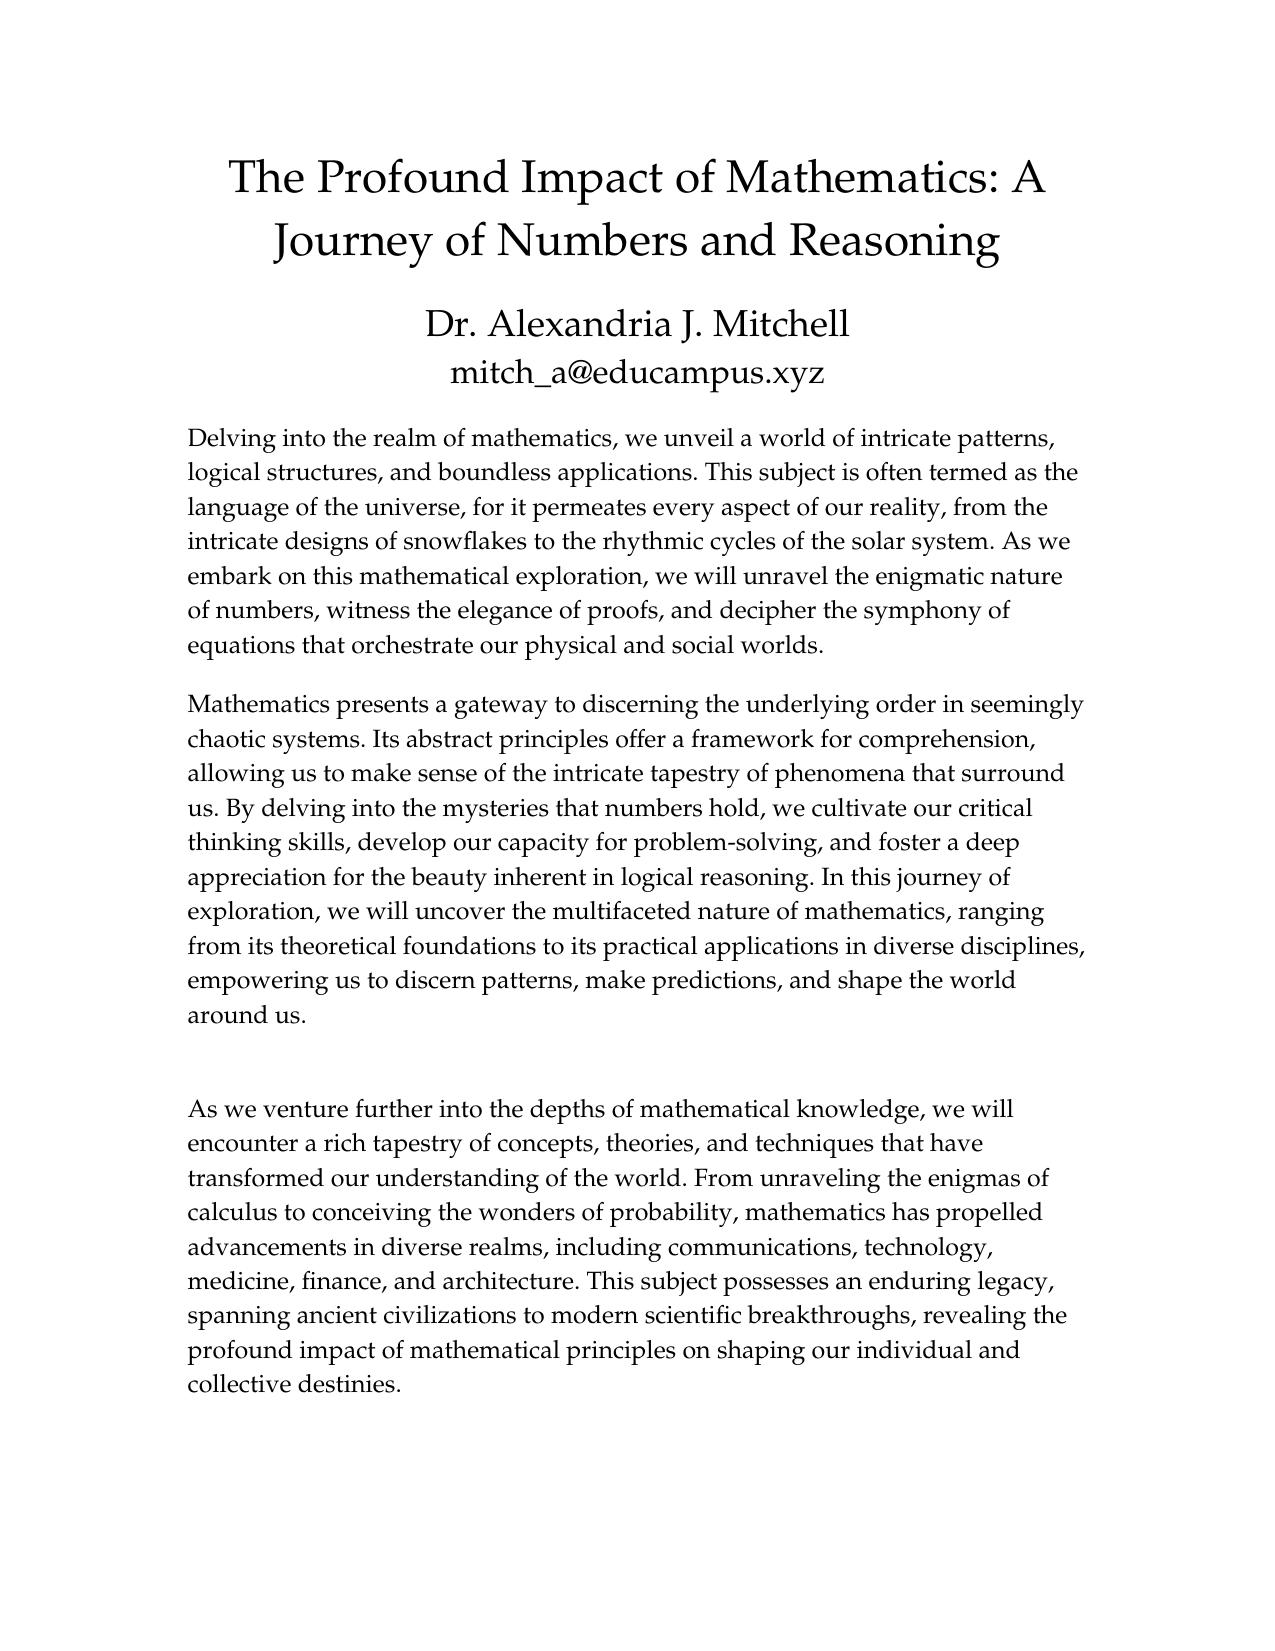 The Profound Impact of Mathematics: A
Journey of Numbers and Reasoning
Dr. Alexandria J. Mitchell
mitch_a@educampus.xyz
Delving into the realm of mathematics, we unveil a world of intricate patterns,
logical structures, and boundless applications. This subject is often termed as the
language of the universe, for it permeates every aspect of our reality, from the
intricate designs of snowflakes to the rhythmic cycles of the solar system. As we
embark on this mathematical exploration, we will unravel the enigmatic nature
of numbers, witness the elegance of proofs, and decipher the symphony of
equations that orchestrate our physical and social worlds.
Mathematics presents a gateway to discerning the underlying order in seemingly
chaotic systems. Its abstract principles offer a framework for comprehension,
allowing us to make sense of the intricate tapestry of phenomena that surround
us. By delving into the mysteries that numbers hold, we cultivate our critical
thinking skills, develop our capacity for problem-solving, and foster a deep
appreciation for the beauty inherent in logical reasoning. In this journey of
exploration, we will uncover the multifaceted nature of mathematics, ranging
from its theoretical foundations to its practical applications in diverse disciplines,
empowering us to discern patterns, make predictions, and shape the world
around us.
As we venture further into the depths of mathematical knowledge, we will
encounter a rich tapestry of concepts, theories, and techniques that have
transformed our understanding of the world. From unraveling the enigmas of
calculus to conceiving the wonders of probability, mathematics has propelled
advancements in diverse realms, including communications, technology,
medicine, finance, and architecture. This subject possesses an enduring legacy,
spanning ancient civilizations to modern scientific breakthroughs, revealing the
profound impact of mathematical principles on shaping our individual and
collective destinies.